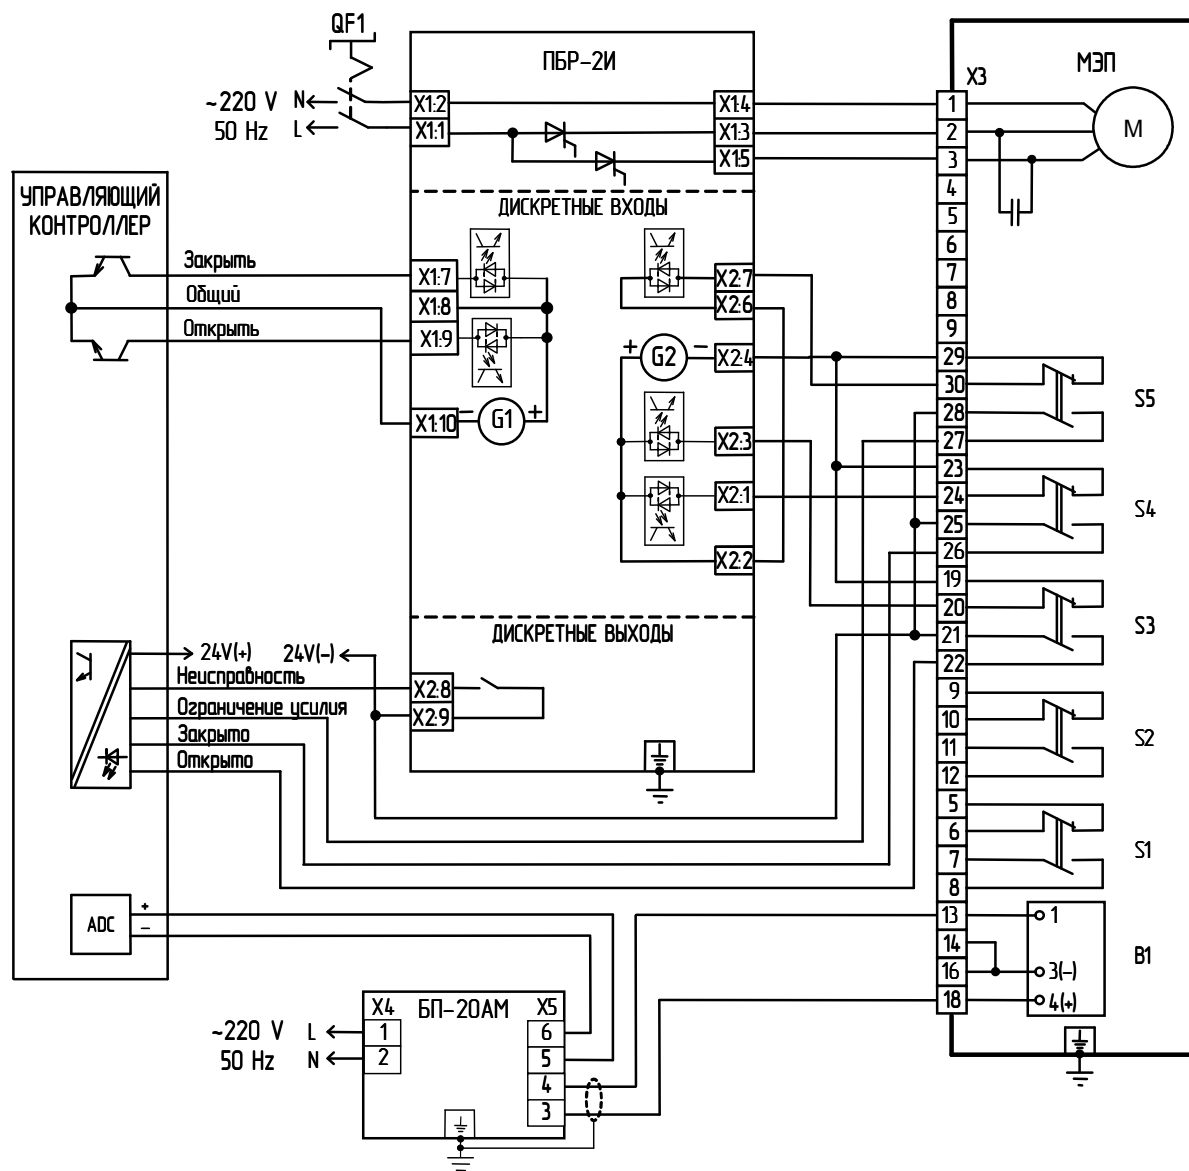 QF1
~220 V N
50 Hz L
ПБР-2И
X1:2
X1:1
X1:4
X1:3
X1:5
МЭП
X3
M
1
2
3
4
5
6
7
8
9
29
30
28
27
23
24
25
26
19
20
21
22
9
10
11
12
5
6
7
8
13
14
16
18
УПРАВЛЯЮЩИЙ
КОНТРОЛЛЕР
Закрыть
Общий
Открыть
ДИСКРЕТНЫЕ ВХОДЫ
X1:7
X1:8
X1:9
X1:10
− G1 +
X2:7
X2:6
+ G2 −
X2:4
X2:3
X2:1
X2:2
S5
S4
S3
S2
S1
ДИСКРЕТНЫЕ ВЫХОДЫ
24V(+)
24V(−)
Неисправность
Ограничение усилия
Закрыто
Открыто
X2:8
X2:9
ADC
+
−
1
3(−)
4(+)
B1
X4
БП-20АМ
X5
~220 V L
50 Hz N
1
2
6
5
4
3